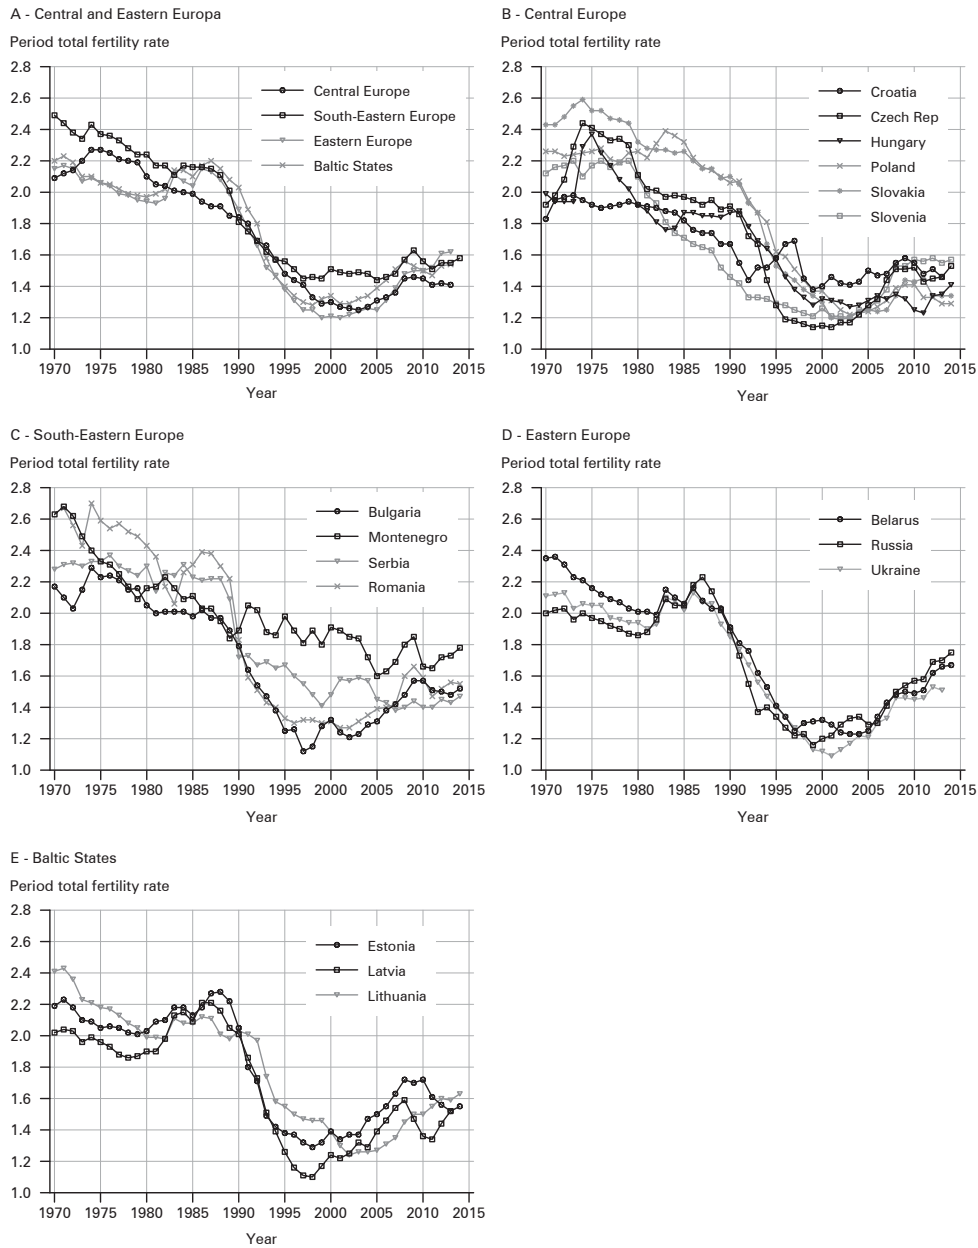 A - Central and Eastern Europa
Period total fertility rate
2.8
2.6
2.4
2.2
2.0
1.8
1.6
1.4
1.2
1.0
Central Europe
South-Eastern Europe
Eastern Europe
Baltic States
1970 1975 1980 1985 1990 1995 2000 2005 2010 2015
Year
B - Central Europe
Period total fertility rate
2.8
2.6
2.4
2.2
2.0
1.8
1.6
1.4
1.2
1.0
Croatia
Czech Rep
Hungary
Poland
Slovakia
Slovenia
1970 1975 1980 1985 1990 1995 2000 2005 2010 2015
Year
C - South-Eastern Europe
Period total fertility rate
2.8
2.6
2.4
2.2
2.0
1.8
1.6
1.4
1.2
1.0
Bulgaria
Montenegro
Serbia
Romania
1970 1975 1980 1985 1990 1995 2000 2005 2010 2015
Year
D - Eastern Europe
Period total fertility rate
2.8
2.6
2.4
2.2
2.0
1.8
1.6
1.4
1.2
1.0
Belarus
Russia
Ukraine
1970 1975 1980 1985 1990 1995 2000 2005 2010 2015
Year
E - Baltic States
Period total fertility rate
2.8
2.6
2.4
2.2
2.0
1.8
1.6
1.4
1.2
1.0
Estonia
Latvia
Lithuania
1970 1975 1980 1985 1990 1995 2000 2005 2010 2015
Year